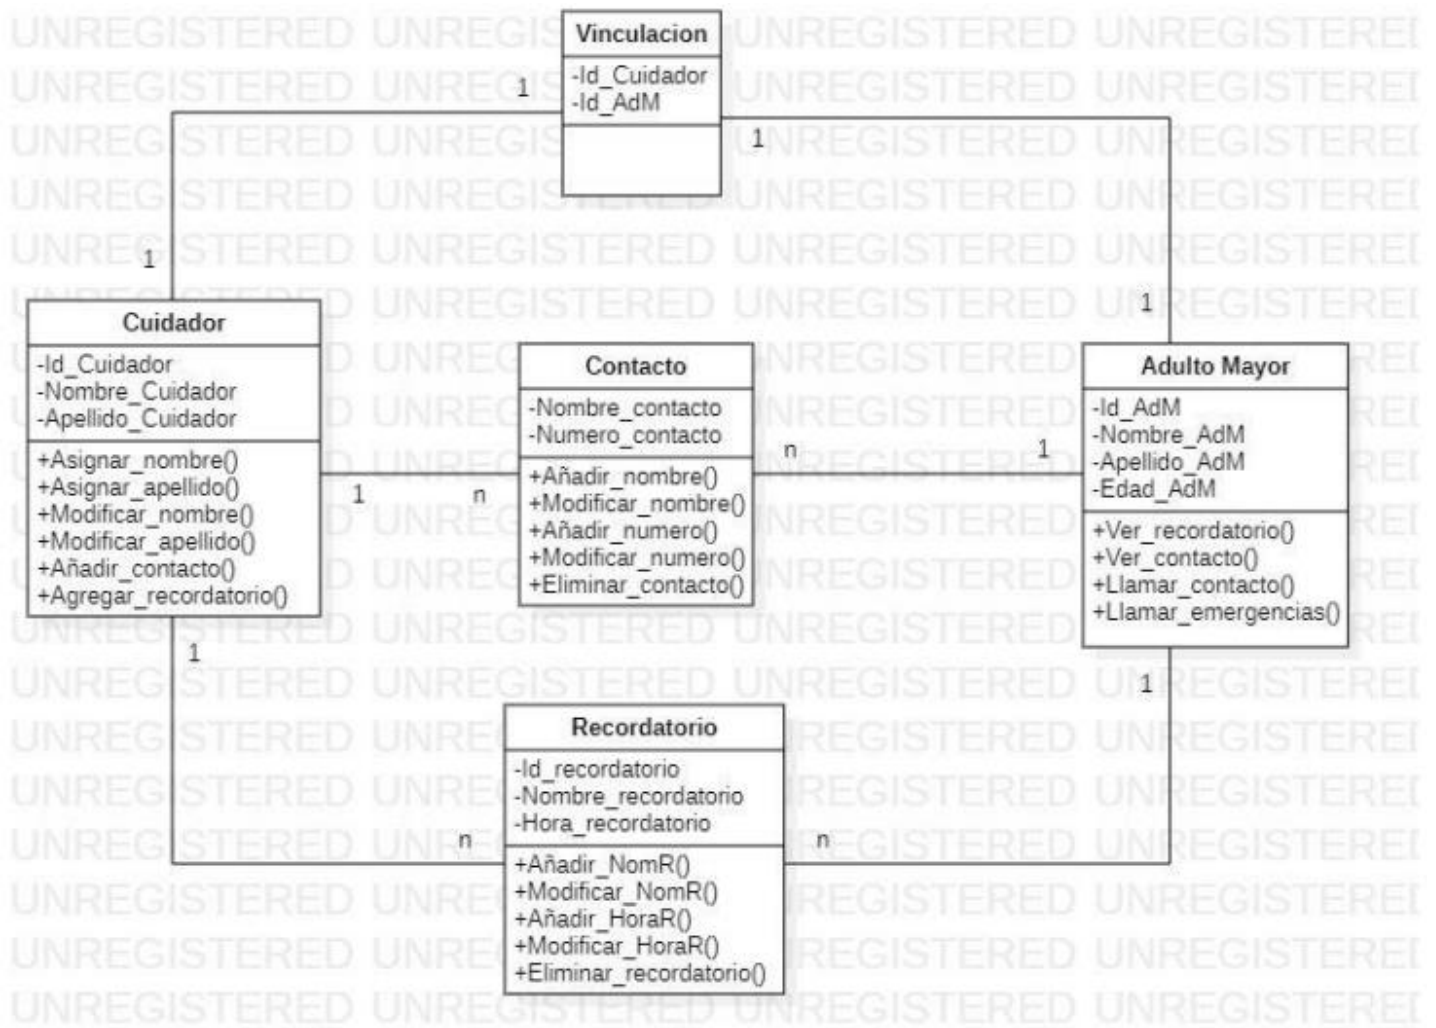 Vinculacion
-Id_Cuidador
-Id_AdM
1
1
1
1
Cuidador
-Id_Cuidador
-Nombre_Cuidador
-Apellido_Cuidador
+Asignar_nombre()
+Asignar_apellido()
+Modificar_nombre()
+Modificar_apellido()
+Añadir_contacto()
+Agregar_recordatorio()
1
n
Contacto
-Nombre_contacto
-Numero_contacto
+Añadir_nombre()
+Modificar_nombre()
+Añadir_numero()
+Modificar_numero()
+Eliminar_contacto()
n
1
Adulto Mayor
-Id_AdM
-Nombre_AdM
-Apellido_AdM
-Edad_AdM
+Ver_recordatorio()
+Ver_contacto()
+Llamar_contacto()
+Llamar_emergencias()
1
1
n
n
Recordatorio
-Id_recordatorio
-Nombre_recordatorio
-Hora_recordatorio
+Añadir_NomR()
+Modificar_NomR()
+Añadir_HoraR()
+Modificar_HoraR()
+Eliminar_recordatorio()
UNREGISTERED